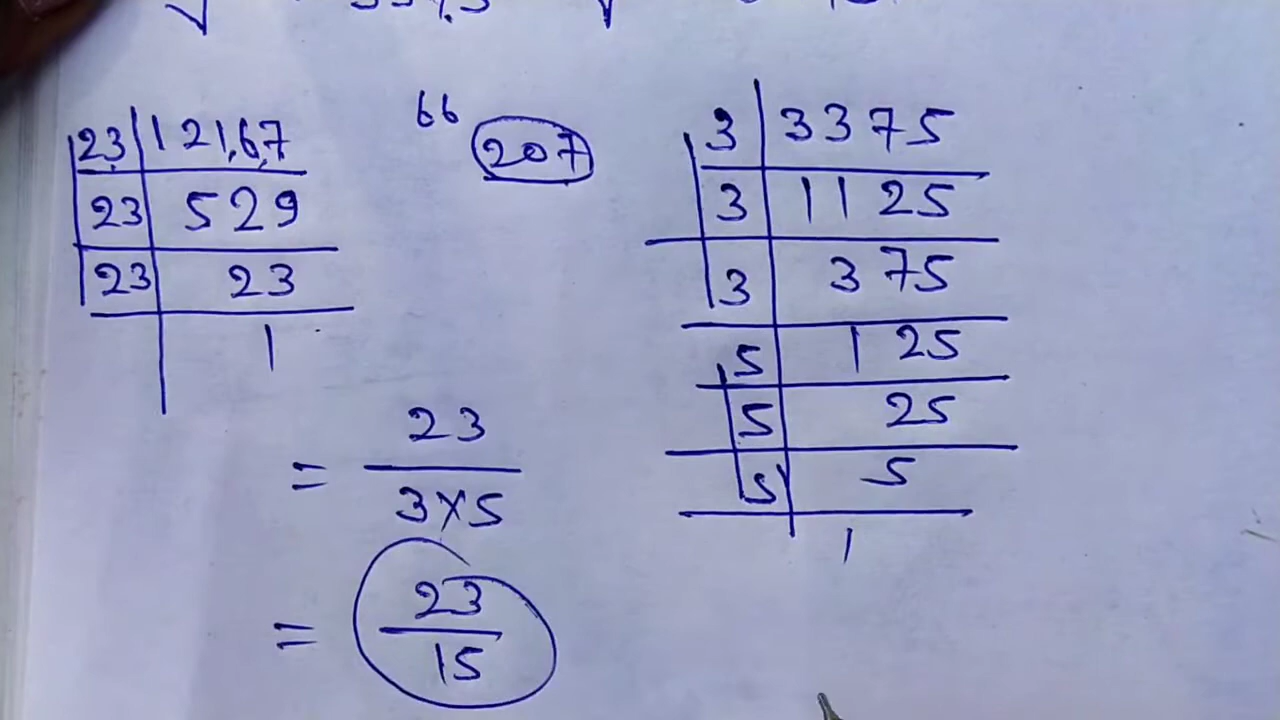 23 | 12167
23 | 529
23 | 23
1
66
207
3 | 3375
3 | 1125
3 | 375
5 | 125
5 | 25
5 | 5
1
= 23
3×5
= 23
15